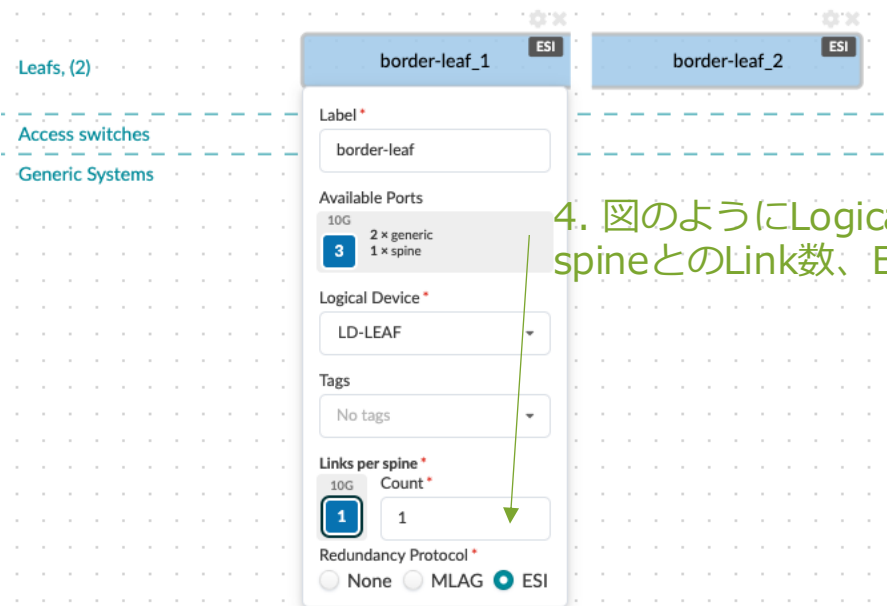 border-leaf_1
ESI
border-leaf_2
ESI
Leafs, (2)
Access switches
Generic Systems
Label *
border-leaf
Available Ports
10G
3
2 × generic
1 × spine
4. 図のようにLogica
spineとのLink数、E
Logical Device *
LD-LEAF
Tags
No tags
Links per spine *
10G
Count *
1
1
Redundancy Protocol *
None MLAG ESI